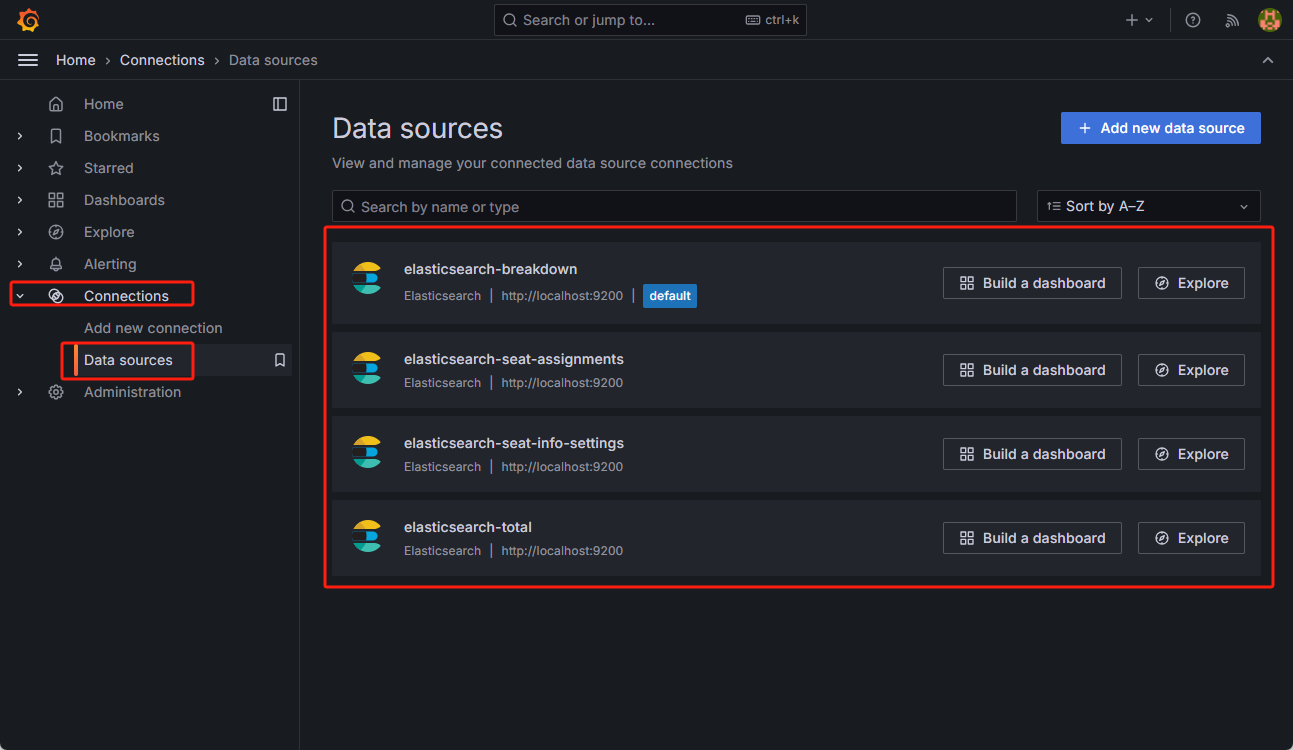 Search or jump to... ctrl+k
Home › Connections › Data sources
Home
Bookmarks
Starred
Dashboards
Explore
Alerting
Connections
Add new connection
Data sources
Administration
Data sources
Add new data source
View and manage your connected data source connections
Search by name or type
Sort by A–Z
elasticsearch-breakdown
Elasticsearch | http://localhost:9200 | default
Build a dashboard
Explore
elasticsearch-seat-assignments
Elasticsearch | http://localhost:9200
Build a dashboard
Explore
elasticsearch-seat-info-settings
Elasticsearch | http://localhost:9200
Build a dashboard
Explore
elasticsearch-total
Elasticsearch | http://localhost:9200
Build a dashboard
Explore